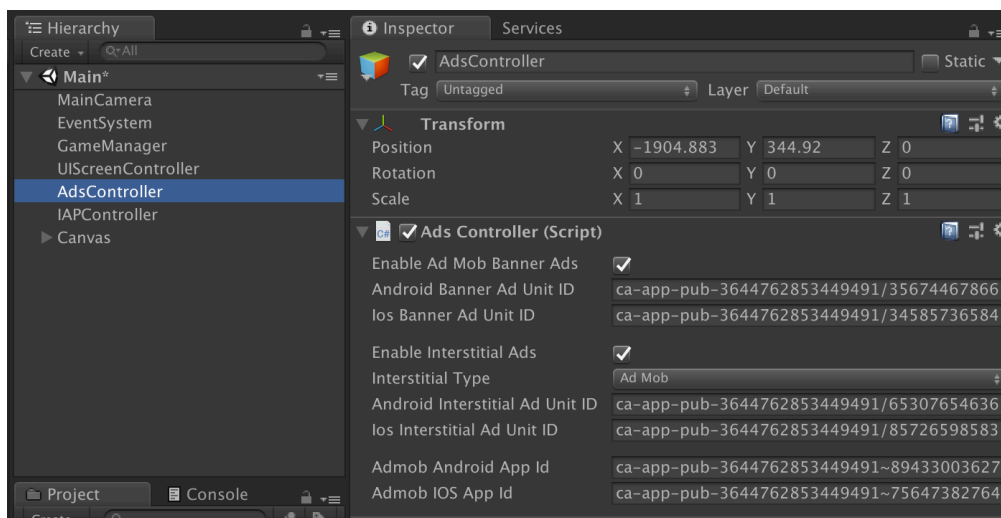 Hierarchy
Create
All
Main*
MainCamera
EventSystem
GameManager
UIScreenController
AdsController
IAPController
Canvas
Project
Console
Inspector
Services
AdsController
Static
Tag Untagged
Layer Default
Transform
Position X -1904.883 Y 344.92 Z 0
Rotation X 0 Y 0 Z 0
Scale X 1 Y 1 Z 1
C# Ads Controller (Script)
Enable Ad Mob Banner Ads
Android Banner Ad Unit ID ca-app-pub-3644762853449491/35674467866
Ios Banner Ad Unit ID ca-app-pub-3644762853449491/34585736584
Enable Interstitial Ads
Interstitial Type Ad Mob
Android Interstitial Ad Unit ID ca-app-pub-3644762853449491/65307654636
Ios Interstitial Ad Unit ID ca-app-pub-3644762853449491/85726598583
Admob Android App Id ca-app-pub-3644762853449491~89433003627
Admob IOS App Id ca-app-pub-3644762853449491~75647382764